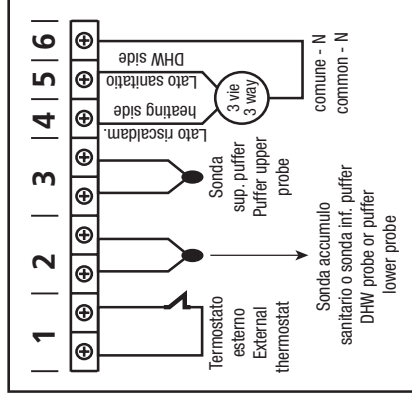 1 2 3 4 5 6
Termostato
esterno
External
thermostat
Sonda accumulo
sanitario o sonda inf. puffer
DHW probe or puffer
lower probe
Sonda
sup. puffer
Puffer upper
probe
Lato riscaldam.
heating side
Lato sanitatio
DHW side
3 vie
3 way
comune - N
common - N